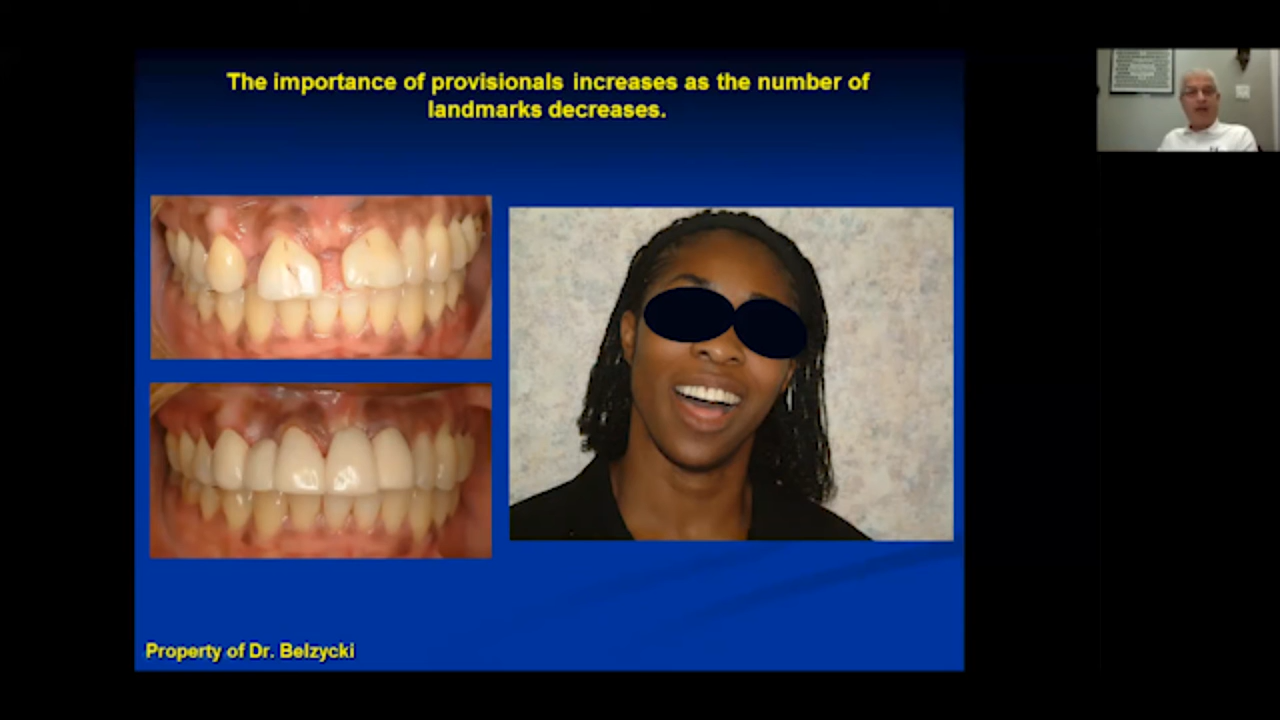 The importance of provisionals increases as the number of
landmarks decreases.
Property of Dr. Belzycki